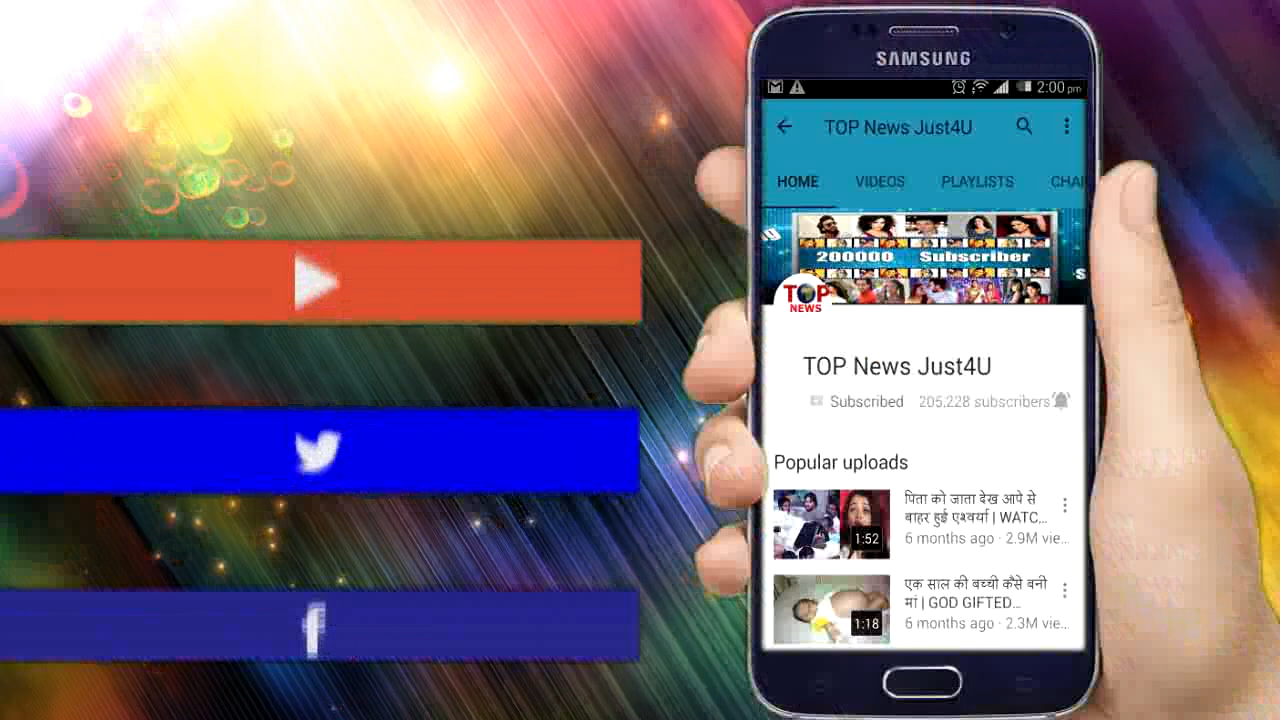 SAMSUNG
2:00 pm
TOP News Just4U
HOME VIDEOS PLAYLISTS CHA
200000 Subscriber
TOP
NEWS
TOP News Just4U
Subscribed 205,228 subscribers
Popular uploads
पिता को जाता देख आपे से
बाहर हुई एश्वर्या | WATC...
1:52
6 months ago · 2.9M vie...
एक साल की बच्ची कैसे बनी
मां | GOD GIFTED...
1:18
6 months ago · 2.3M vie...